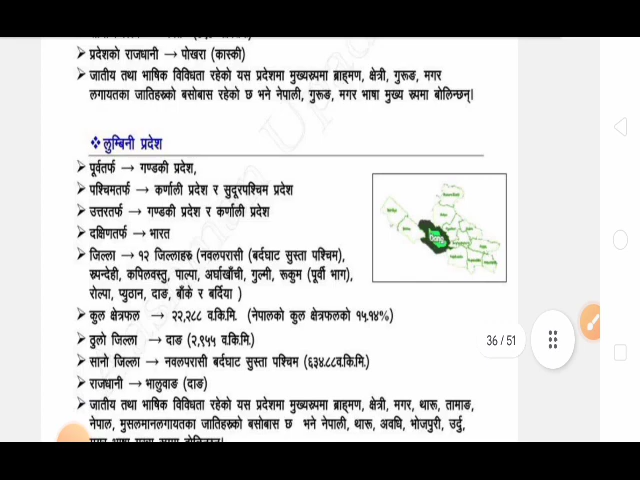 ➢ प्रदेशको राजधानी → पोखरा (कास्की)
➢ जातीय तथा भाषिक विविधता रहेको यस प्रदेशमा मुख्यरुपमा ब्राह्मण, क्षेत्री, गुरूङ, मगर
लगायतका जातिहरुको बसोबास रहेको छ भने नेपाली, गुरूङ, मगर भाषा मुख्य रुपमा बोलिन्छन्।
❖ लुम्बिनी प्रदेश
➢ पूर्वतर्फ → गण्डकी प्रदेश,
➢ पश्चिमतर्फ → कर्णाली प्रदेश र सुदूरपश्चिम प्रदेश
➢ उत्तरतर्फ → गण्डकी प्रदेश र कर्णाली प्रदेश
➢ दक्षिणतर्फ → भारत
➢ जिल्ला → १२ जिल्लाहरु (नवलपरासी (बर्दघाट सुस्ता पश्चिम),
रुपन्देही, कपिलवस्तु, पाल्पा, अर्घाखाँची, गुल्मी, रूकुम (पूर्वी भाग),
रोल्पा, प्युठान, दाङ, बाँके र बर्दिया )
➢ कुल क्षेत्रफल → २२,२८८ व.कि.मि. (नेपालको कुल क्षेत्रफलको १५.१४%)
➢ ठुलो जिल्ला → दाङ (२,९५५ व.कि.मि.)
➢ सानो जिल्ला → नवलपरासी बर्दघाट सुस्ता पश्चिम (६३४.८८व.कि.मि.)
➢ राजधानी → भालुवाङ (दाङ)
➢ जातीय तथा भाषिक विविधता रहेको यस प्रदेशमा मुख्यरुपमा ब्राह्मण, क्षेत्री, मगर, थारू, तामाङ,
नेपाल, मुसलमानलगायतका जातिहरुको बसोबास रहेको छ भने नेपाली, थारू, अवधि, भोजपुरी, उर्दु,
36 / 51